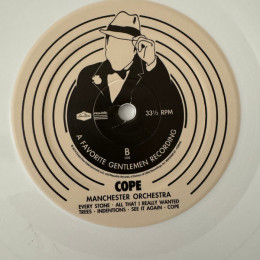 33⅓ RPM
B
A FAVORITE GENTLEMEN RECORDING
COPE
MANCHESTER ORCHESTRA
EVERY STONE · ALL THAT I REALLY WANTED
TREES · INDENTIONS · SEE IT AGAIN · COPE